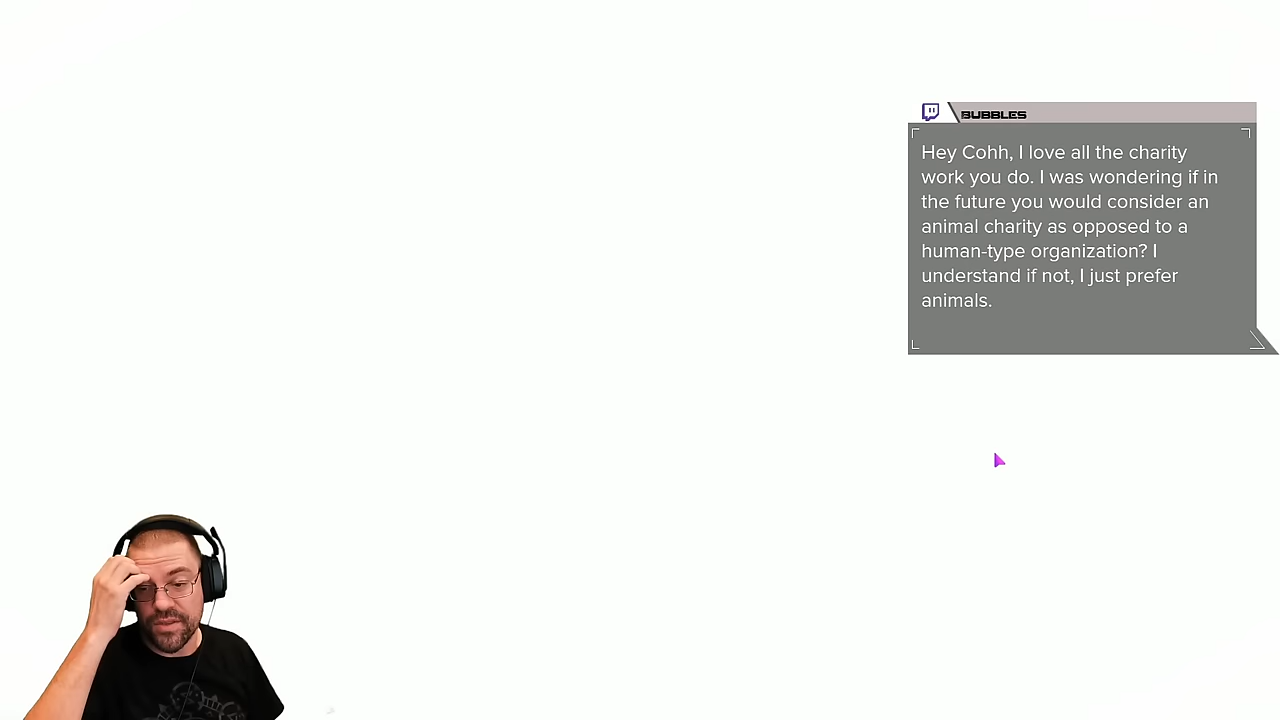 BUBBLES
Hey Cohh, I love all the charity
work you do. I was wondering if in
the future you would consider an
animal charity as opposed to a
human-type organization? I
understand if not, I just prefer
animals.